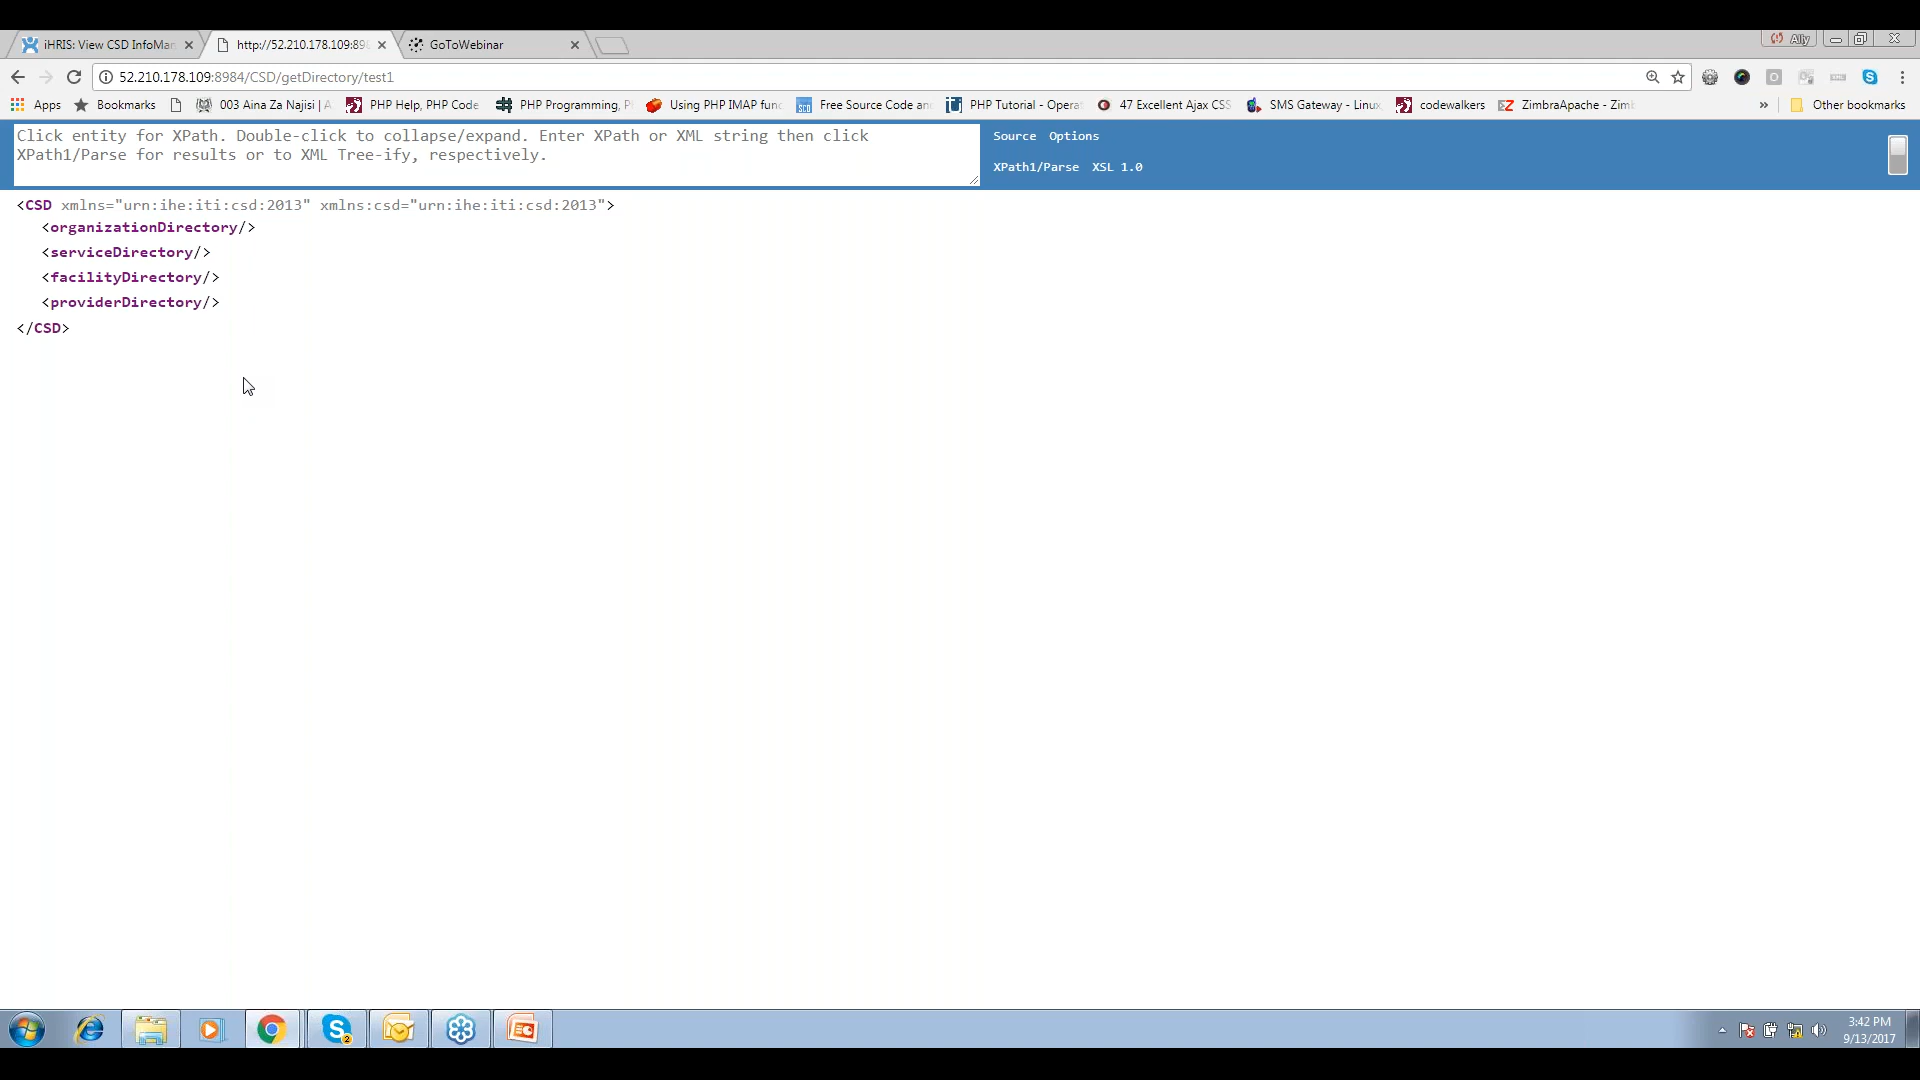 iHRIS: View CSD InfoMan
http://52.210.178.109:898
GoToWebinar
Ally
52.210.178.109:8984/CSD/getDirectory/test1
Apps
Bookmarks
003 Aina Za Najisi | A
PHP Help, PHP Code
PHP Programming, P
Using PHP IMAP func
Free Source Code an
PHP Tutorial - Opera
47 Excellent Ajax CSS
SMS Gateway - Linux
codewalkers
ZimbraApache - Zim
»
Other bookmarks
Click entity for XPath. Double-click to collapse/expand. Enter XPath or XML string then click
XPath1/Parse for results or to XML Tree-ify, respectively.
Source Options
XPath1/Parse XSL 1.0
<CSD xmlns="urn:ihe:iti:csd:2013" xmlns:csd="urn:ihe:iti:csd:2013">
<organizationDirectory/>
<serviceDirectory/>
<facilityDirectory/>
<providerDirectory/>
</CSD>
2
3:42 PM
9/13/2017